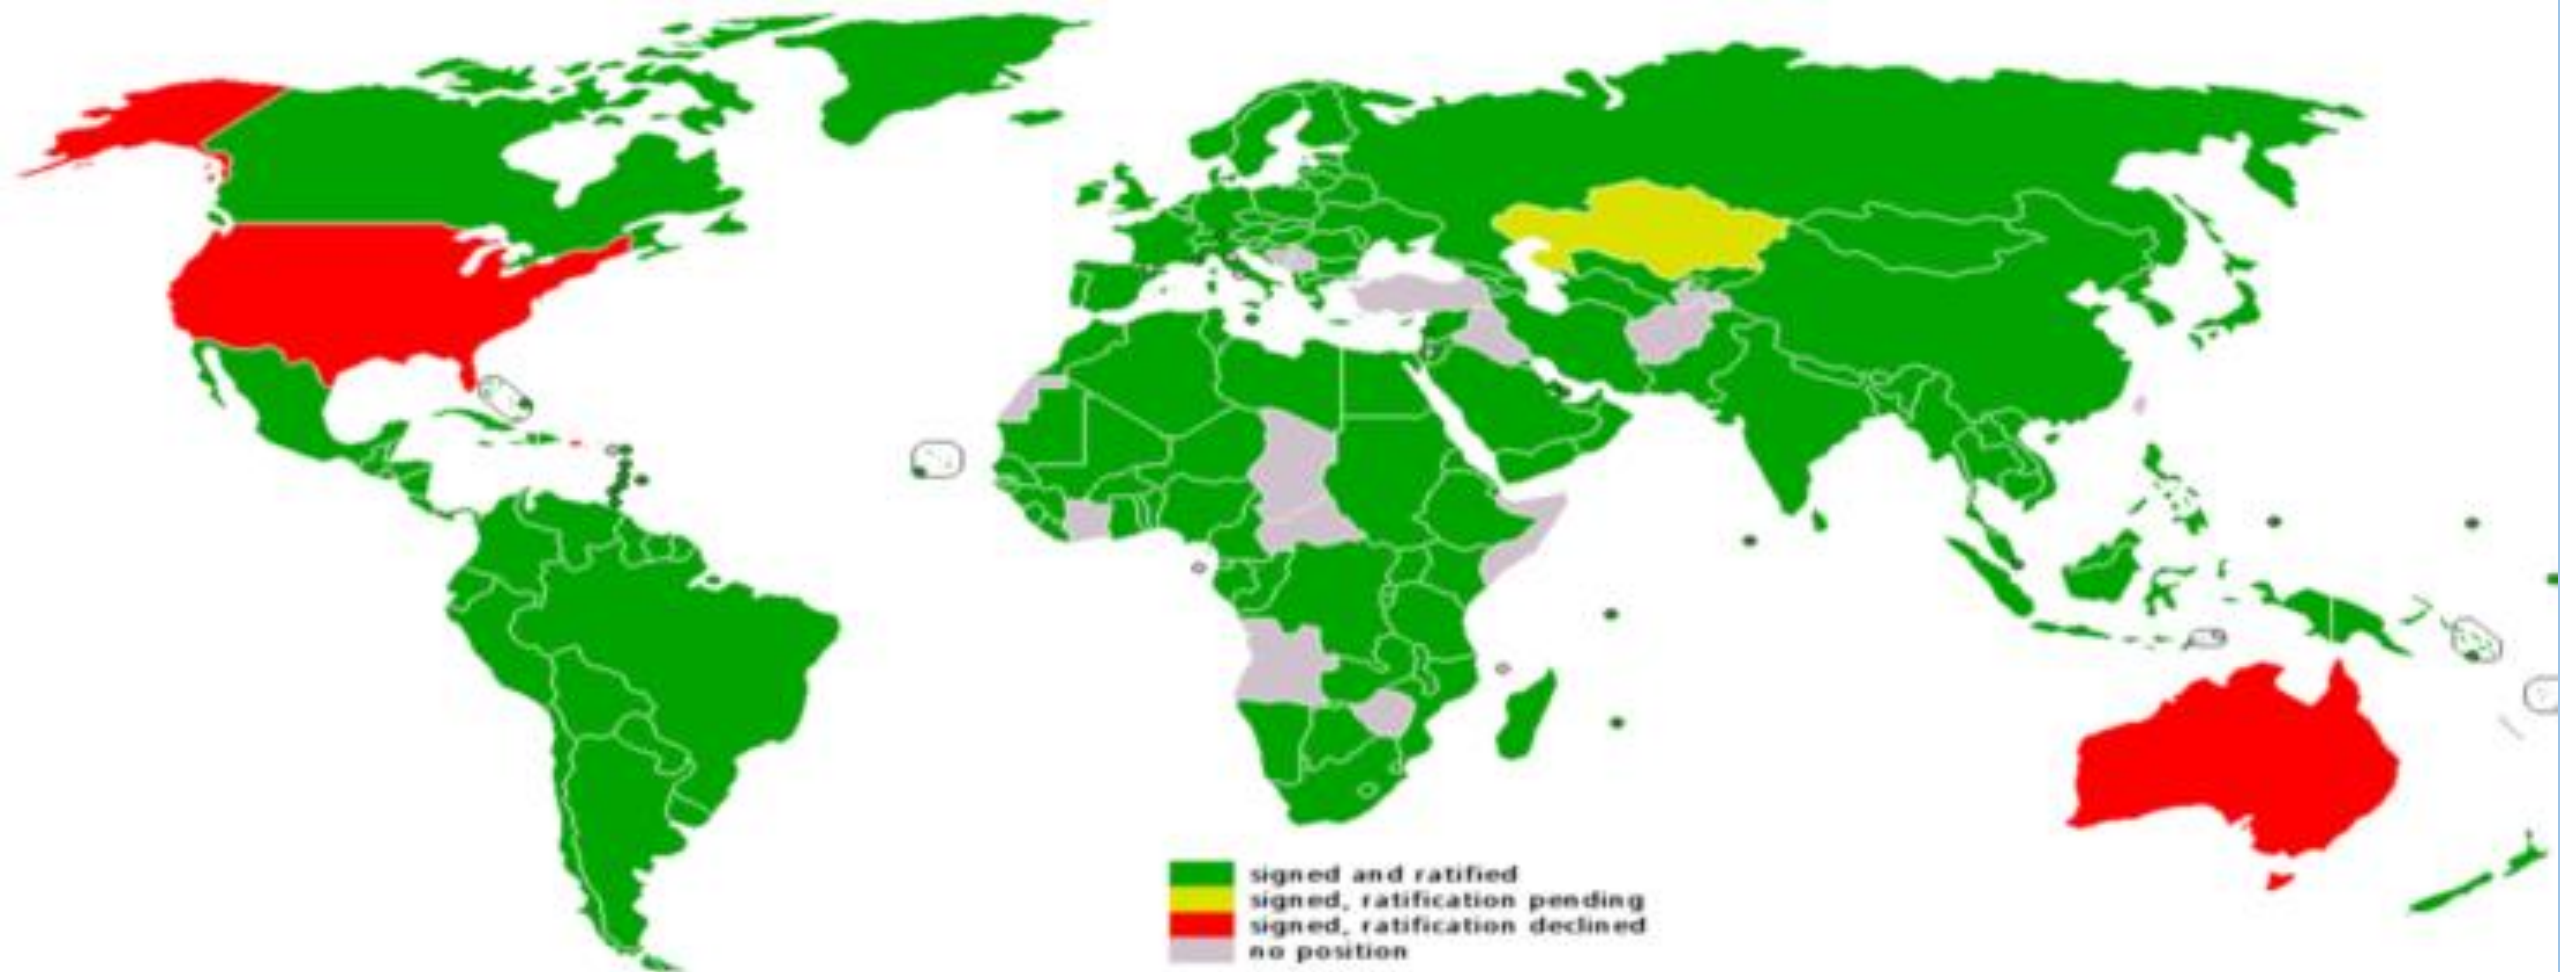 signed and ratified
signed, ratification pending
signed, ratification declined
no position